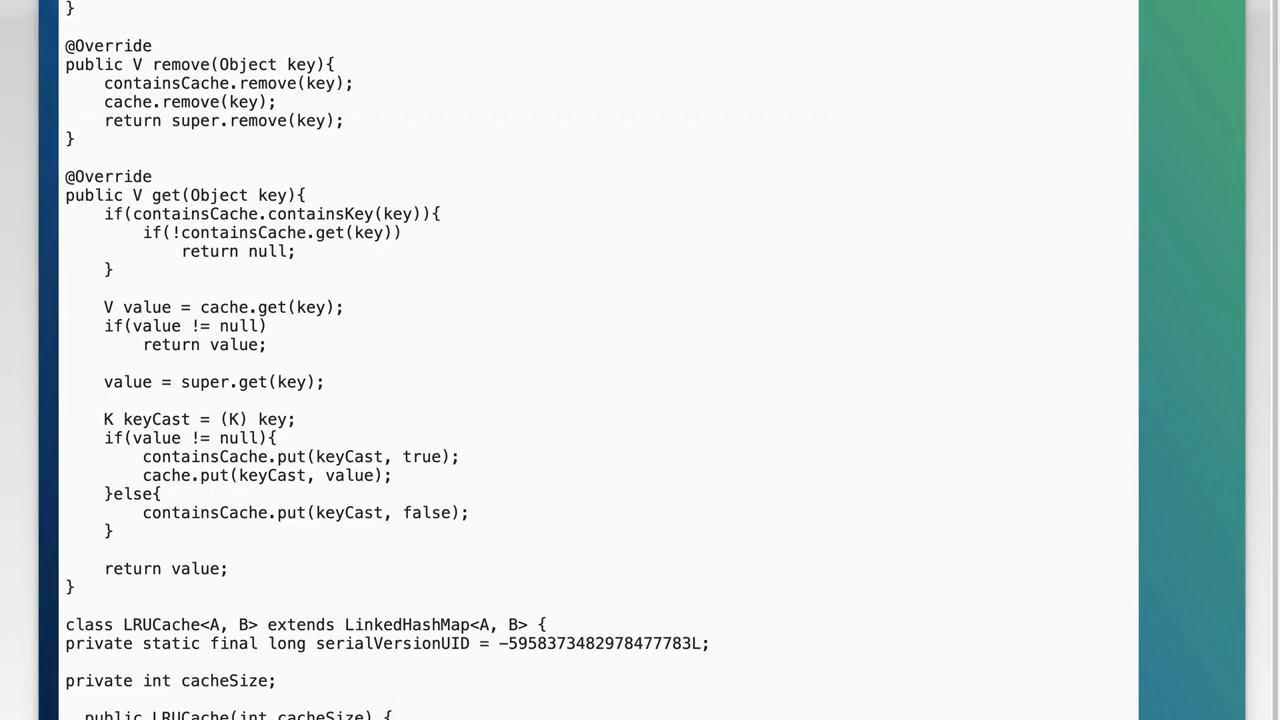 }
@Override
public V remove(Object key){
containsCache.remove(key);
cache.remove(key);
return super.remove(key);
}
@Override
public V get(Object key){
if(containsCache.containsKey(key)){
if(!containsCache.get(key))
return null;
}
V value = cache.get(key);
if(value != null)
return value;
value = super.get(key);
K keyCast = (K) key;
if(value != null){
containsCache.put(keyCast, true);
cache.put(keyCast, value);
}else{
containsCache.put(keyCast, false);
}
return value;
}
class LRUCache<A, B> extends LinkedHashMap<A, B> {
private static final long serialVersionUID = -5958373482978477783L;
private int cacheSize;
public LRUCache(int cacheSize) {